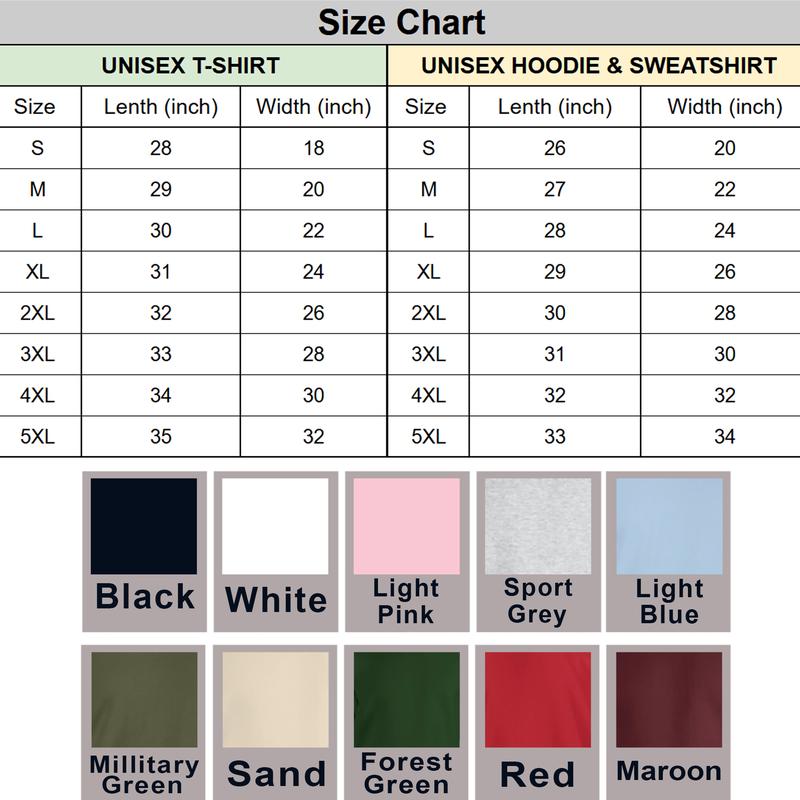 Size Chart
UNISEX T-SHIRT UNISEX HOODIE & SWEATSHIRT
Size Lenth (inch) Width (inch) Size Lenth (inch) Width (inch)
S 28 18 S 26 20
M 29 20 M 27 22
L 30 22 L 28 24
XL 31 24 XL 29 26
2XL 32 26 2XL 30 28
3XL 33 28 3XL 31 30
4XL 34 30 4XL 32 32
5XL 35 32 5XL 33 34
Black
White
Light
Pink
Sport
Grey
Light
Blue
Millitary
Green
Sand
Forest
Green
Red
Maroon